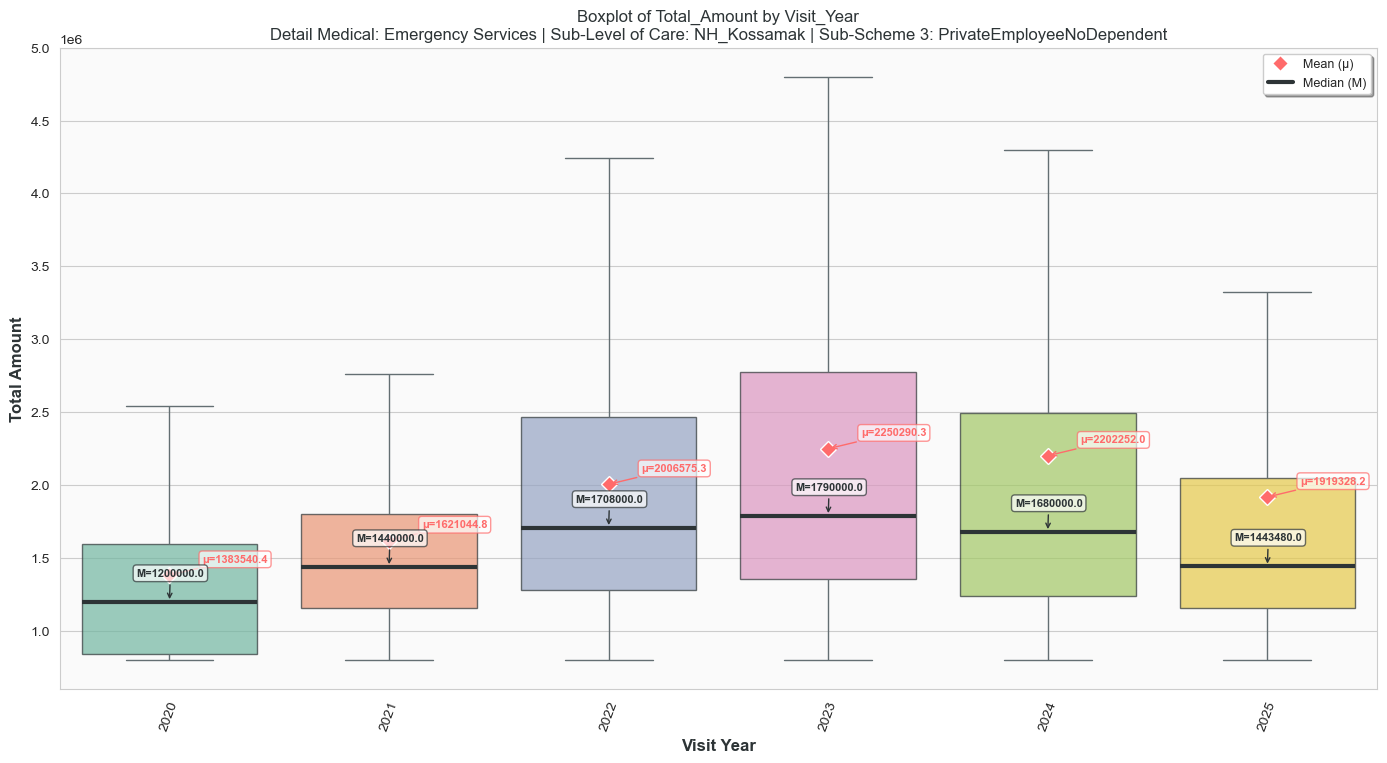 Boxplot of Total_Amount by Visit_Year
Detail Medical: Emergency Services | Sub-Level of Care: NH_Kossamak | Sub-Scheme 3: PrivateEmployeeNoDependent
1e6
5.0
4.5
4.0
3.5
3.0
2.5
2.0
1.5
1.0
Total Amount
Mean (μ)
Median (M)
μ=1383540.4
M=1200000.0
μ=1621044.8
M=1440000.0
μ=2006575.3
M=1708000.0
μ=2250290.3
M=1790000.0
μ=2202252.0
M=1680000.0
μ=1919328.2
M=1443480.0
2020
2021
2022
2023
2024
2025
Visit Year